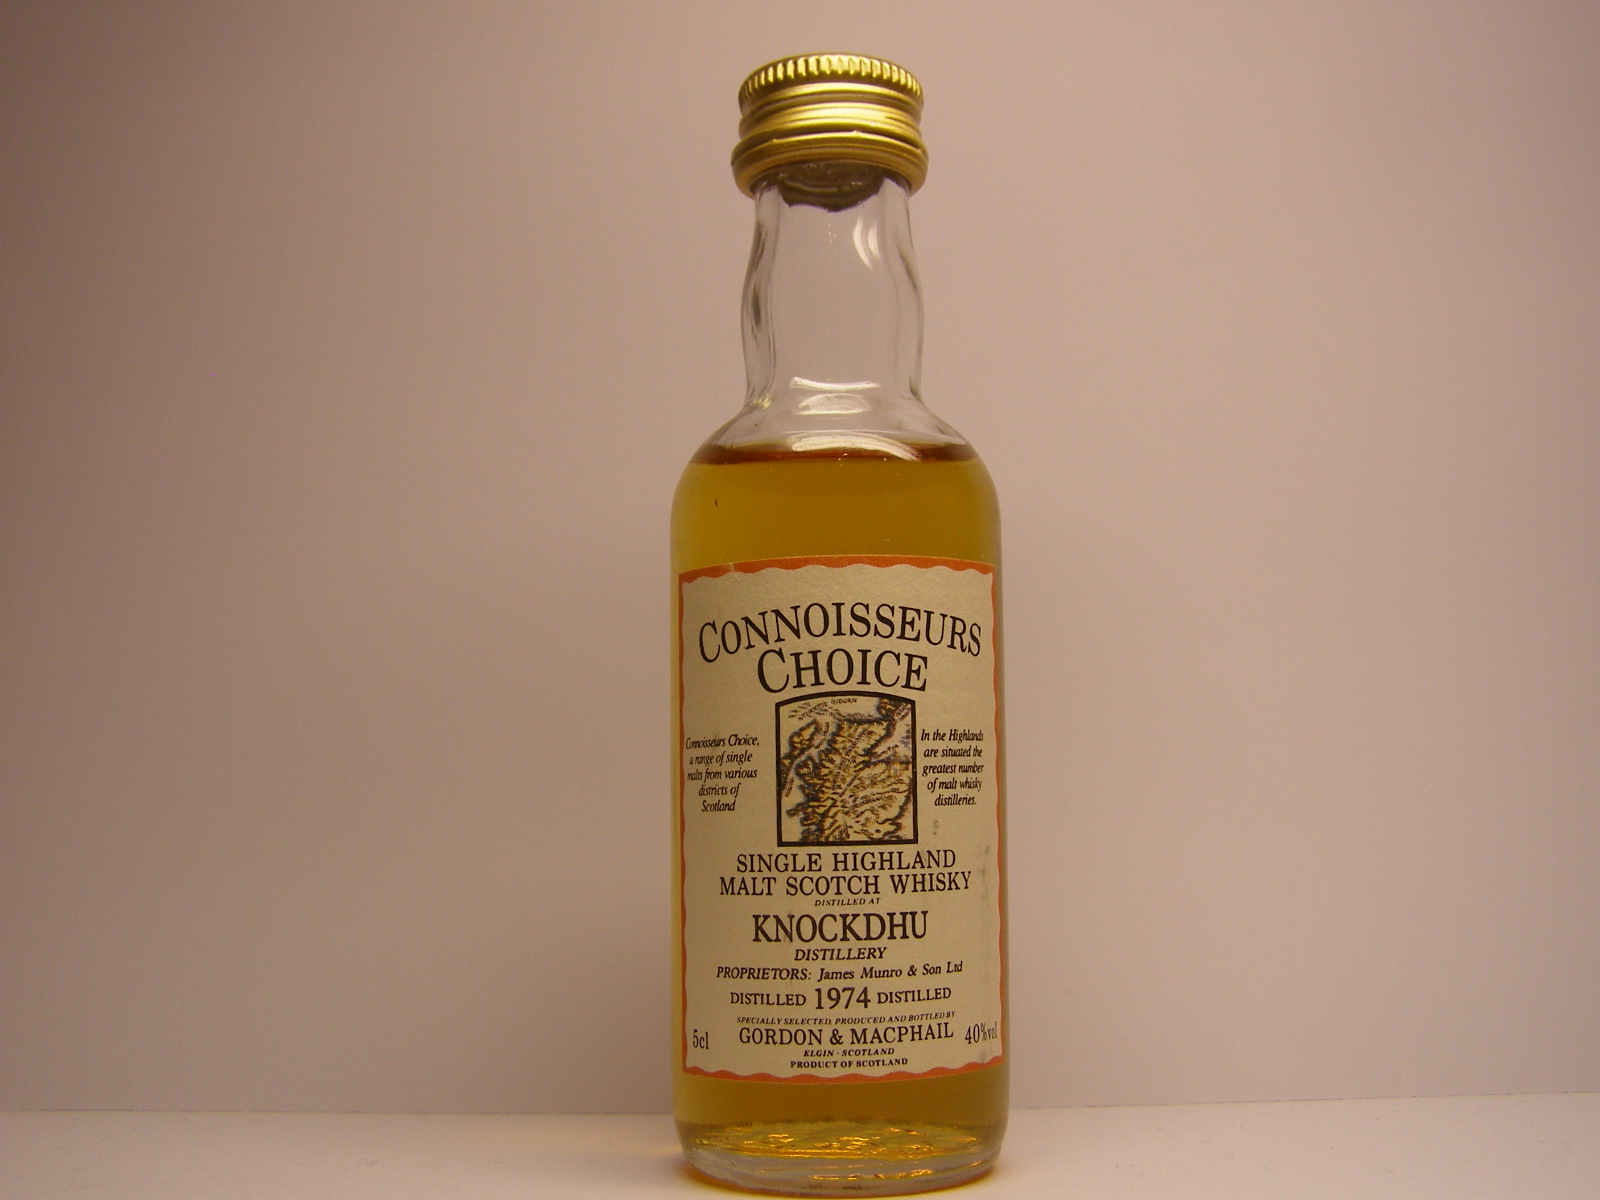 CONNOISSEURS
CHOICE
Connoisseurs Choice,
a range of single
malts from various
districts of
Scotland
In the Highlands
are situated the
greatest number
of malt whisky
distilleries.
SINGLE HIGHLAND
MALT SCOTCH WHISKY
DISTILLED AT
KNOCKDHU
DISTILLERY
PROPRIETORS: James Munro & Son Ltd
DISTILLED 1974 DISTILLED
SPECIALLY SELECTED, PRODUCED AND BOTTLED BY
5cl GORDON & MACPHAIL 40%vol
ELGIN · SCOTLAND
PRODUCT OF SCOTLAND